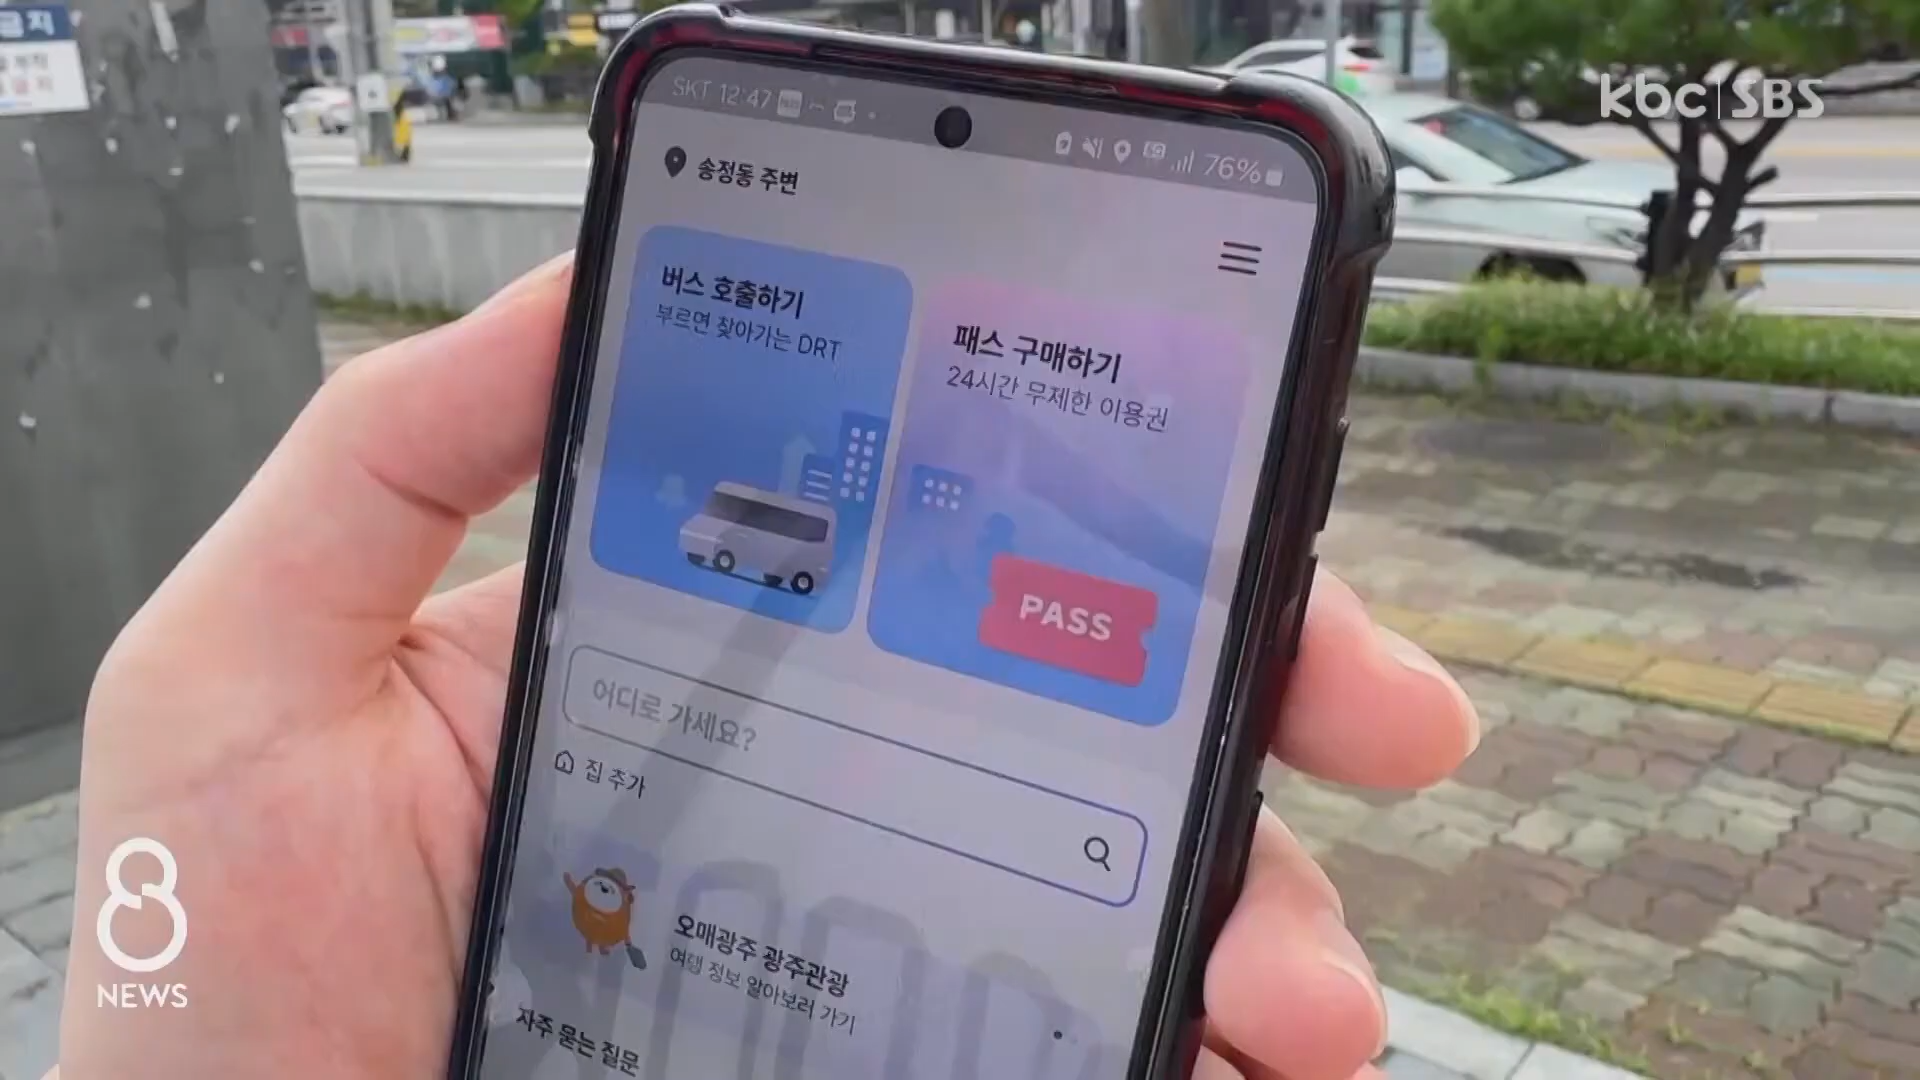 금지
kbc SBS
SKT 12:47
76%
송정동 주변
버스 호출하기
부르면 찾아가는 DRT
패스 구매하기
24시간 무제한 이용권
PASS
어디로 가세요?
집 추가
오매광주 광주관광
여행 정보 알아보러 가기
자주 묻는 질문
8
NEWS